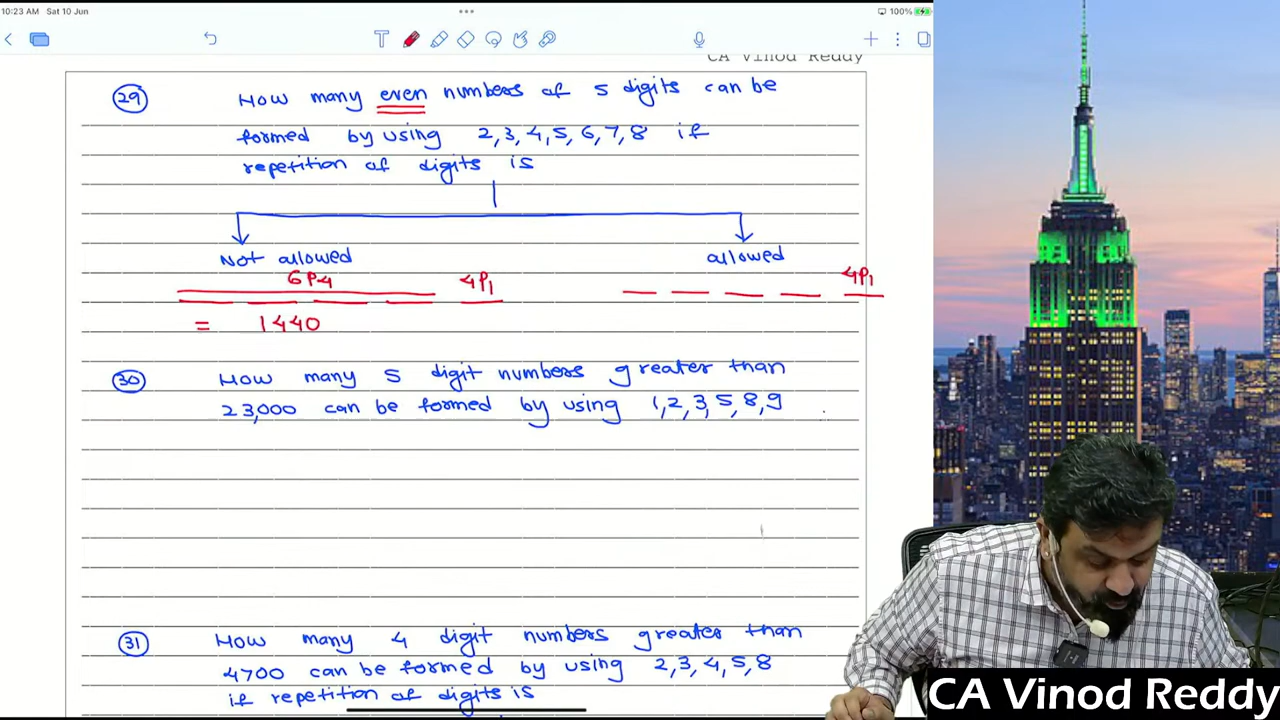 10:23 AM Sat 10 Jun
100%
CA Vinod Reddy
29 How many even numbers of 5 digits can be
formed by using 2,3,4,5,6,7,8 if
repetition of digits is
Not allowed allowed
6P4 4P1 4P1
= 1440
30 How many 5 digit numbers greater than
23,000 can be formed by using 1,2,3,5,8,9
31 How many 4 digit numbers greater than
4700 can be formed by using 2,3,4,5,8
if repetition of digits is
CA Vinod Reddy